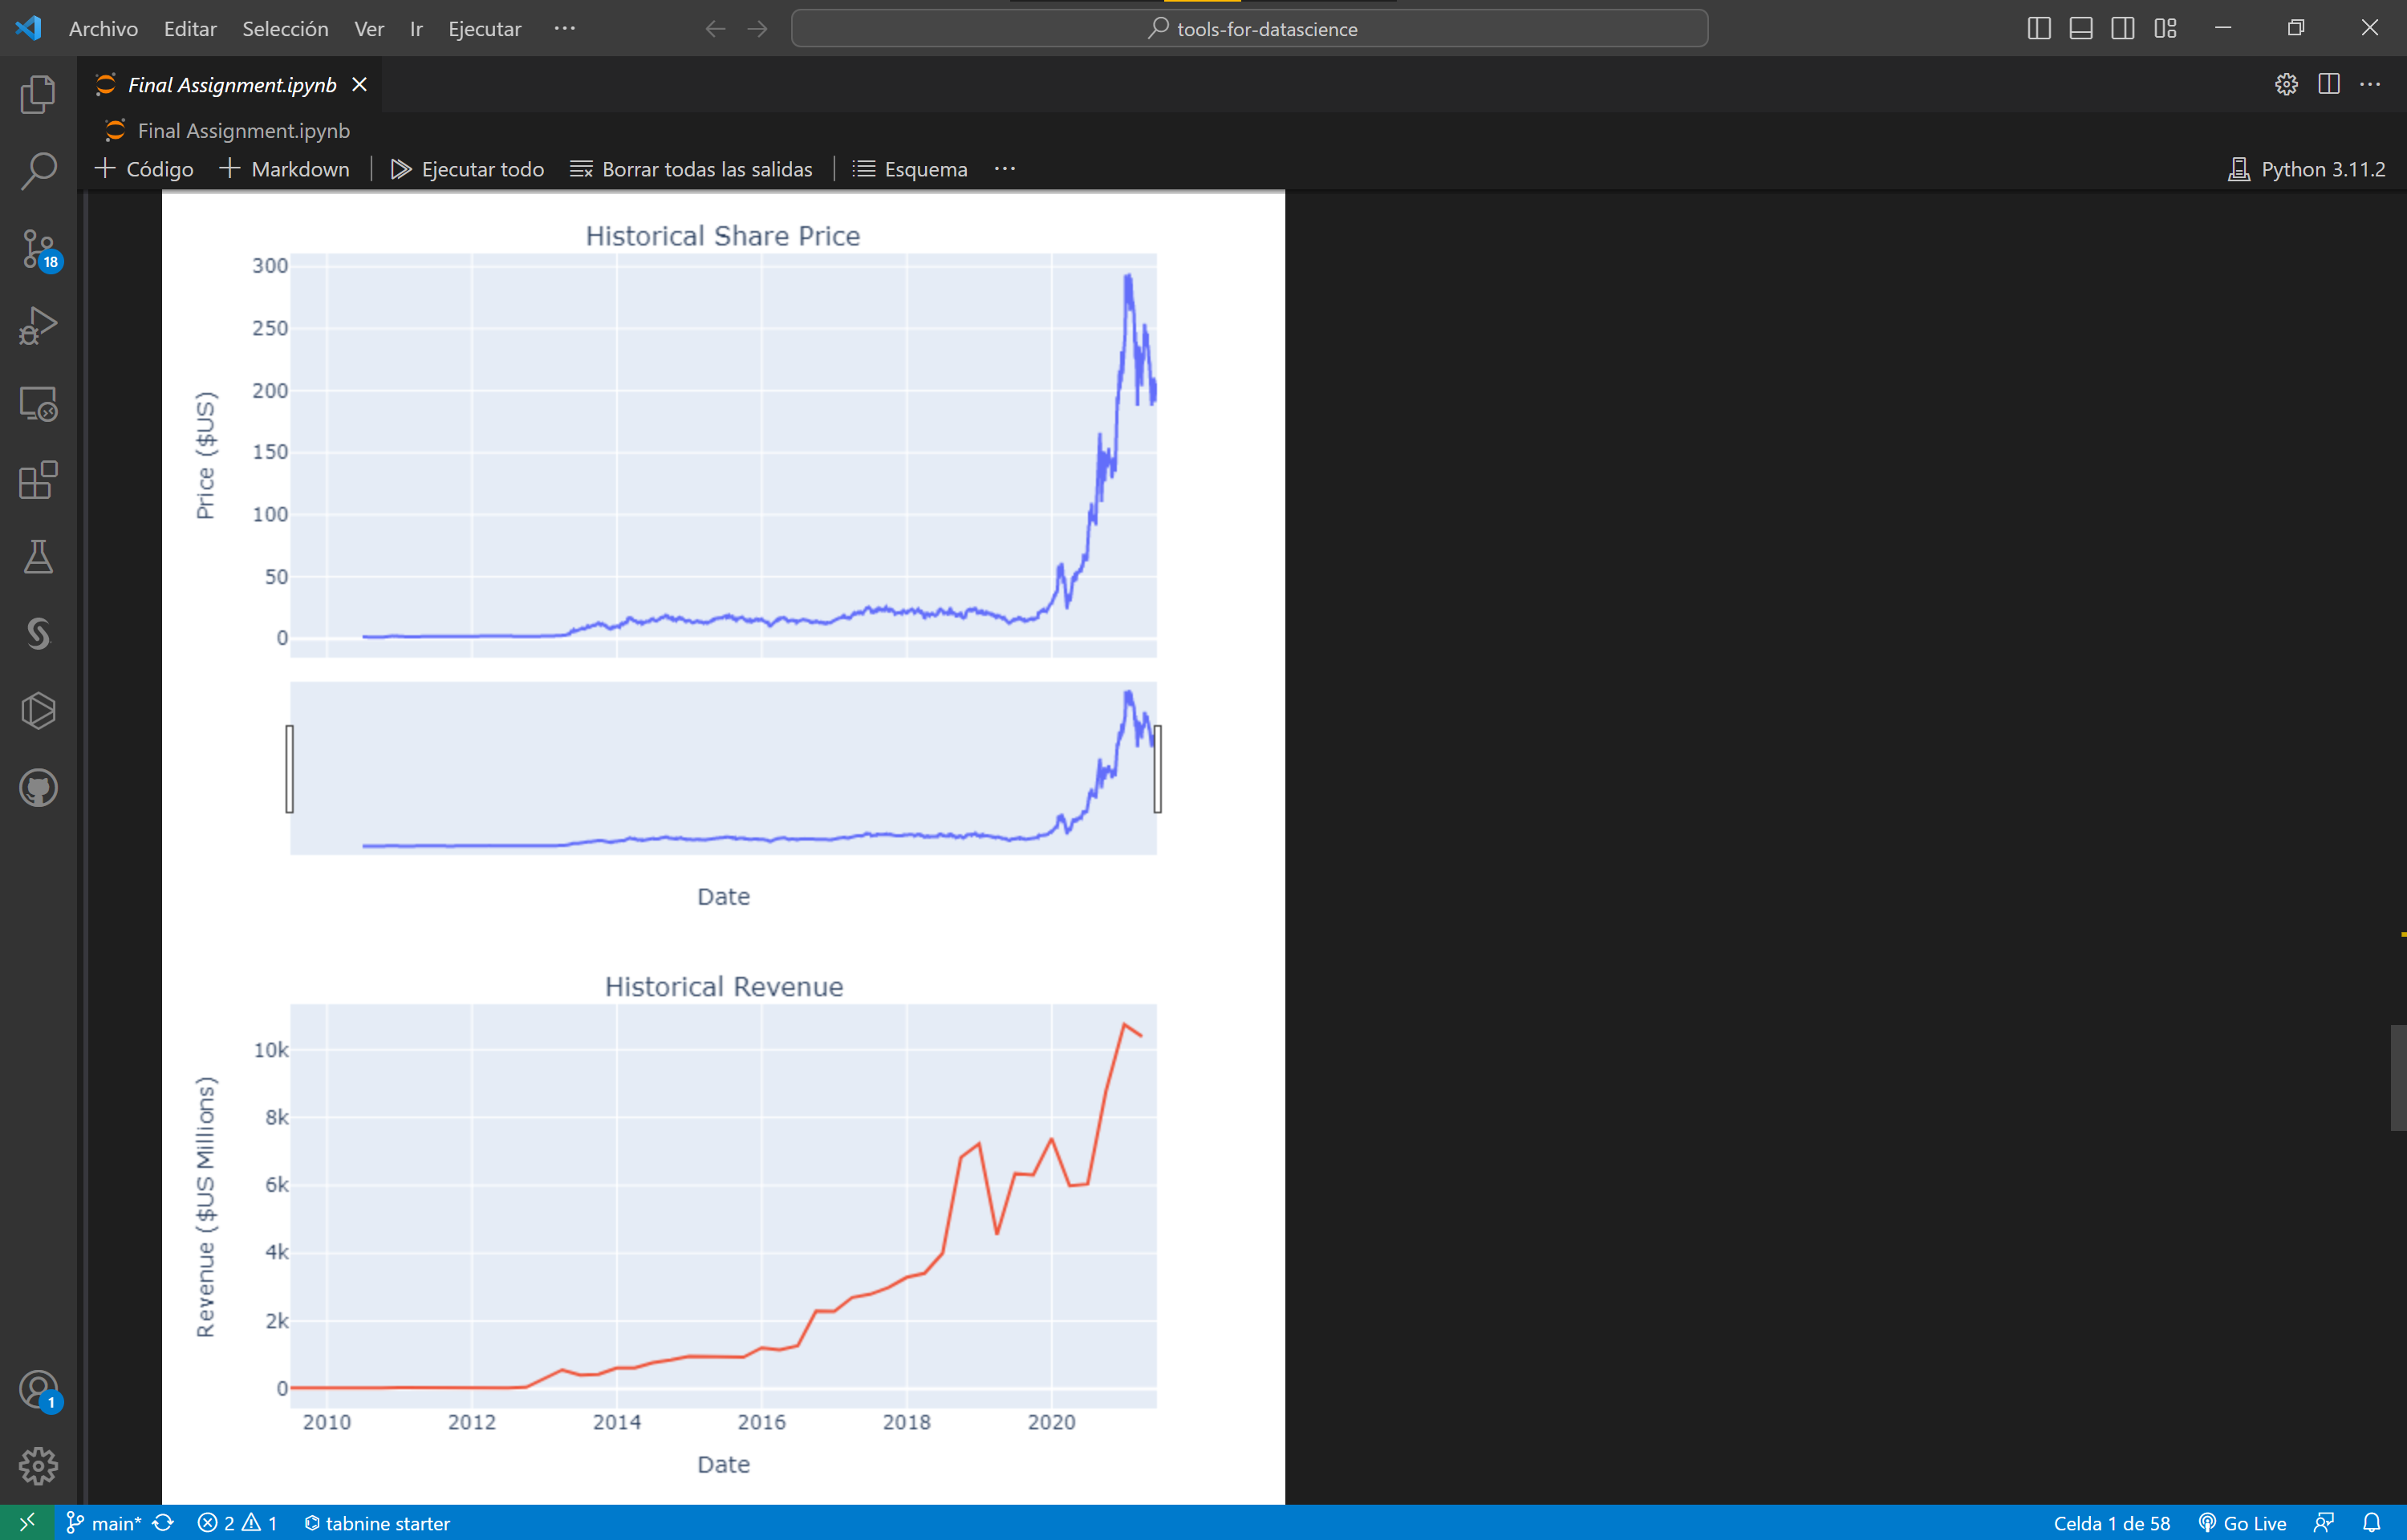 Archivo Editar Selección Ver Ir Ejecutar ···
tools-for-datascience
Final Assignment.ipynb
Final Assignment.ipynb
Código Markdown Ejecutar todo Borrar todas las salidas Esquema ···
Python 3.11.2
18
Historical Share Price
300
250
200
150
100
50
0
Price ($US)
Date
Historical Revenue
10k
8k
6k
4k
2k
0
Revenue ($US Millions)
2010 2012 2014 2016 2018 2020
Date
1
main* 2 1 tabnine starter
Celda 1 de 58 Go Live